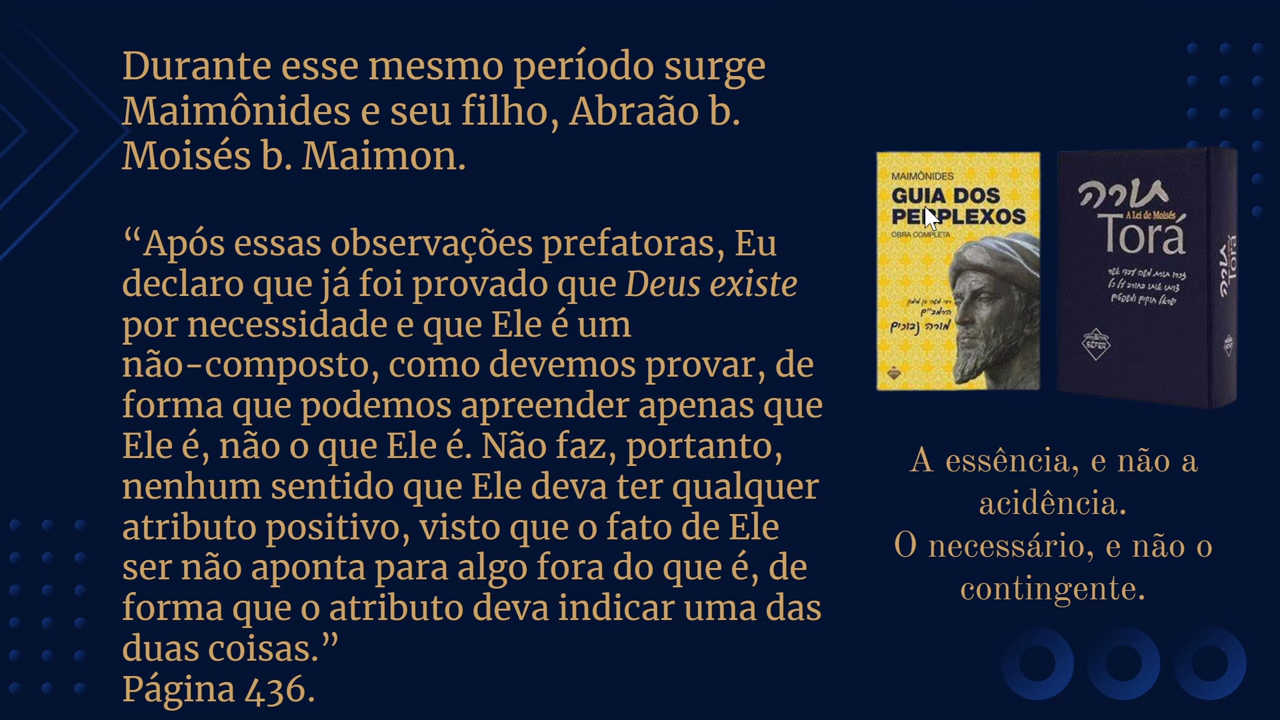 Durante esse mesmo período surge
Maimônides e seu filho, Abraão b.
Moisés b. Maimon.
“Após essas observações prefatoras, Eu
declaro que já foi provado que Deus existe
por necessidade e que Ele é um
não-composto, como devemos provar, de
forma que podemos apreender apenas que
Ele é, não o que Ele é. Não faz, portanto,
nenhum sentido que Ele deva ter qualquer
atributo positivo, visto que o fato de Ele
ser não aponta para algo fora do que é, de
forma que o atributo deva indicar uma das
duas coisas.”
Página 436.
MAIMÔNIDES
GUIA DOS
PERPLEXOS
OBRA COMPLETA
מורה נבוכים
תורה
A Lei de Moisés
Torá
תורה
Torá
A essência, e não a
acidência.
O necessário, e não o
contingente.